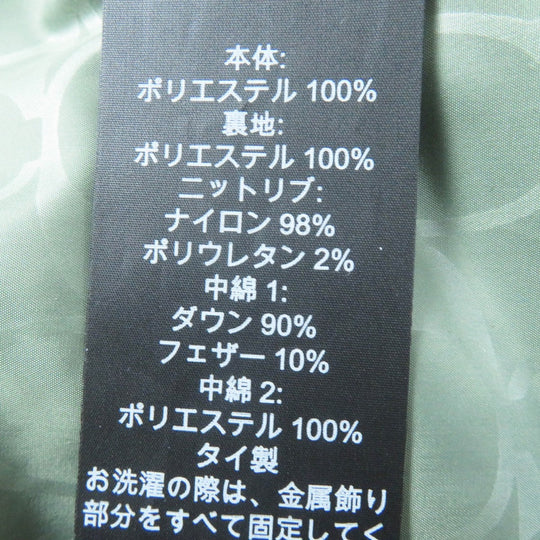 本体:
ポリエステル 100%
裏地:
ポリエステル 100%
ニットリブ:
ナイロン 98%
ポリウレタン 2%
中綿 1:
ダウン 90%
フェザー 10%
中綿 2:
ポリエステル 100%
タイ製
お洗濯の際は、金属飾り
部分をすべて固定してく